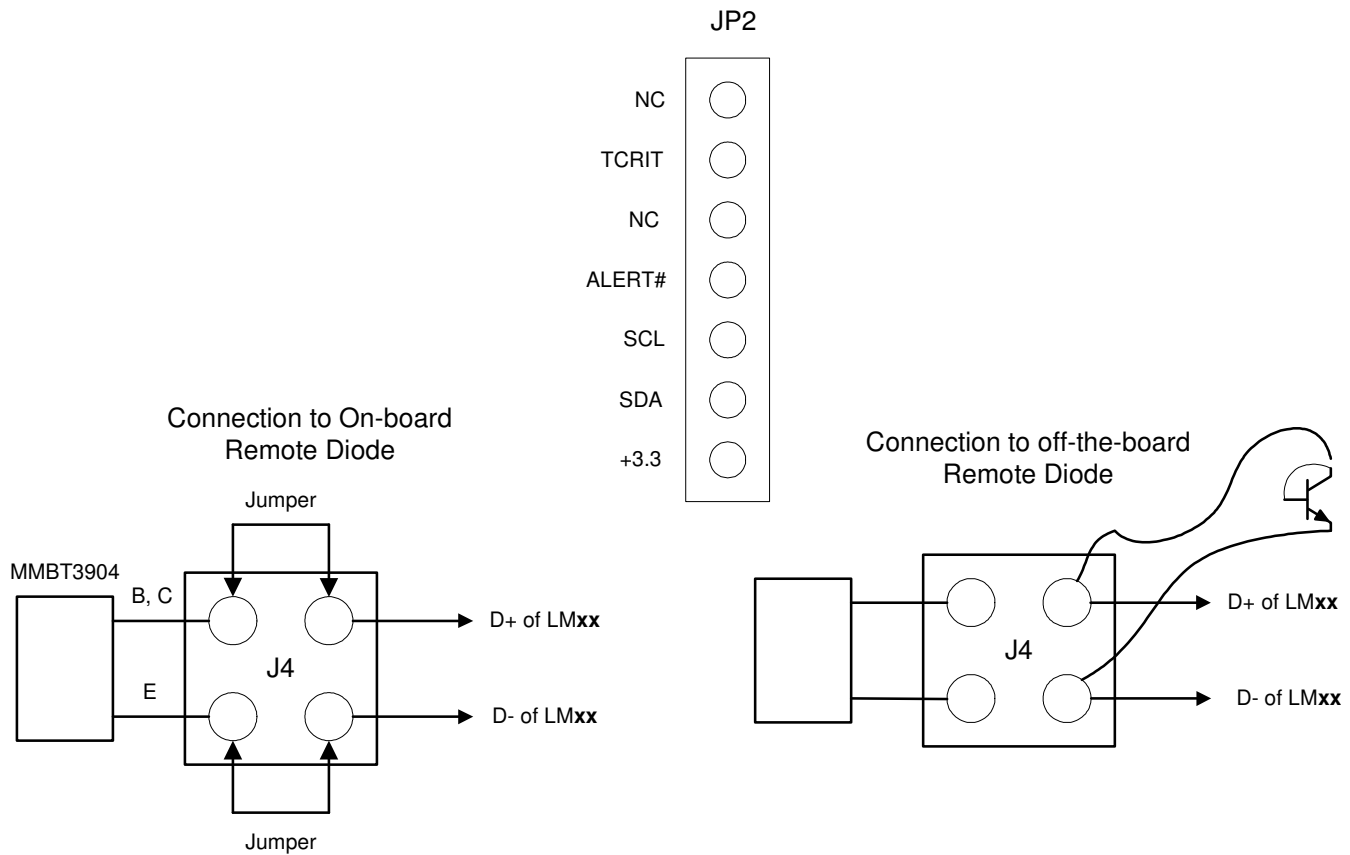 JP2
NC
TCRIT
NC
ALERT#
SCL
SDA
+3.3
Connection to On-board
Remote Diode
Jumper
MMBT3904
B, C
D+ of LMxx
J4
E
D- of LMxx
Jumper
Connection to off-the-board
Remote Diode
D+ of LMxx
J4
D- of LMxx